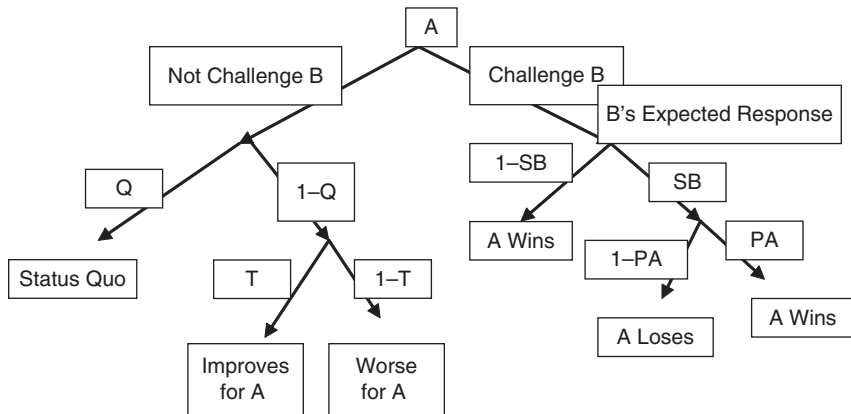 A
Not Challenge B
Challenge B
B's Expected Response
Q
1–Q
1–SB
SB
Status Quo
T
1–T
A Wins
1–PA
PA
Improves
for A
Worse
for A
A Loses
A Wins